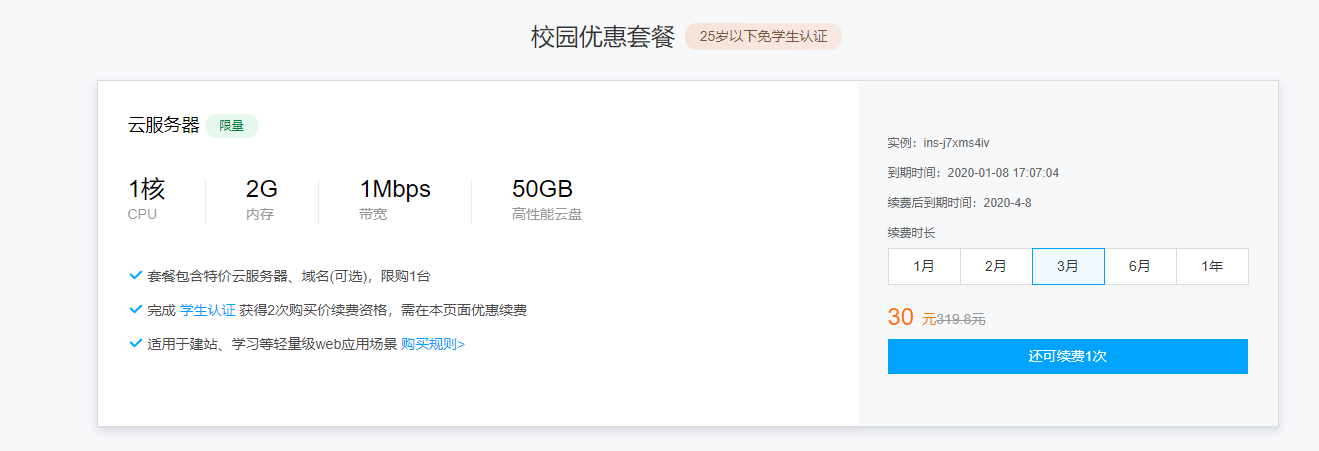 校园优惠套餐 25岁以下免学生认证
云服务器 限量
1核 2G 1Mbps 50GB
CPU 内存 带宽 高性能云盘
套餐包含特价云服务器、域名(可选)，限购1台
完成 学生认证 获得2次购买价续费资格，需在本页面优惠续费
适用于建站、学习等轻量级web应用场景 购买规则>
实例：ins-j7xms4iv
到期时间：2020-01-08 17:07:04
续费后到期时间：2020-4-8
续费时长
1月 2月 3月 6月 1年
30 元319.8元
还可续费1次